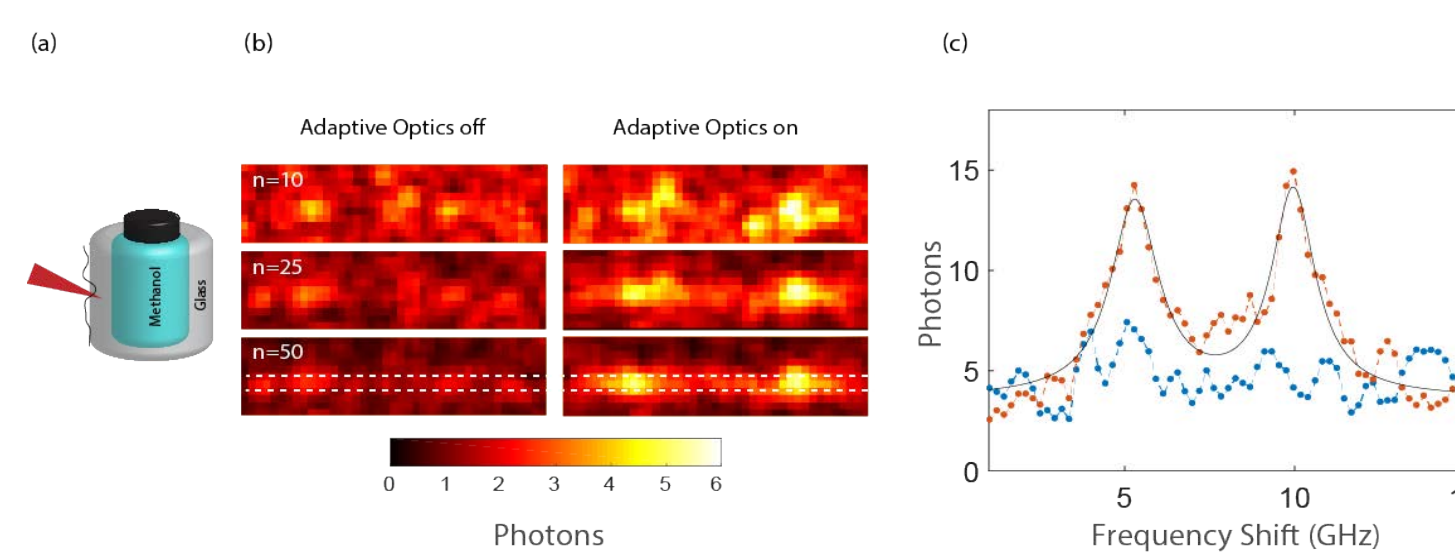 (a)
(b)
(c)
Adaptive Optics off
Adaptive Optics on
n=10
n=25
n=50
Methanol
Glass
0 1 2 3 4 5 6
Photons
15
10
5
0
Photons
5 10
Frequency Shift (GHz)